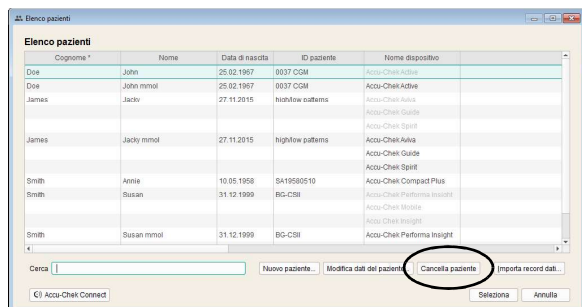 Elenco pazienti
Elenco pazienti
Cognome * Nome Data di nascita ID paziente Nome dispositivo
Doe John 25.02.1967 0037 CGM Accu-Chek Active
Doe John mmol 25.02.1967 0037 CGM Accu-Chek Active
James Jacky 27.11.2015 high/low patterns Accu-Chek Aviva
Accu-Chek Guide
Accu-Chek Spirit
James Jacky mmol 27.11.2015 high/low patterns Accu-Chek Aviva
Accu-Chek Guide
Accu-Chek Spirit
Smith Annie 10.05.1958 SA19580510 Accu-Chek Compact Plus
Smith Susan 31.12.1999 BG-CSII Accu-Chek Performa Insight
Accu-Chek Mobile
Accu-Chek Insight
Smith Susan mmol 31.12.1999 BG-CSII Accu-Chek Performa Insight
Cerca Nuovo paziente... Modifica dati del paziente... Cancella paziente Importa record dati...
Accu-Chek Connect Seleziona Annulla